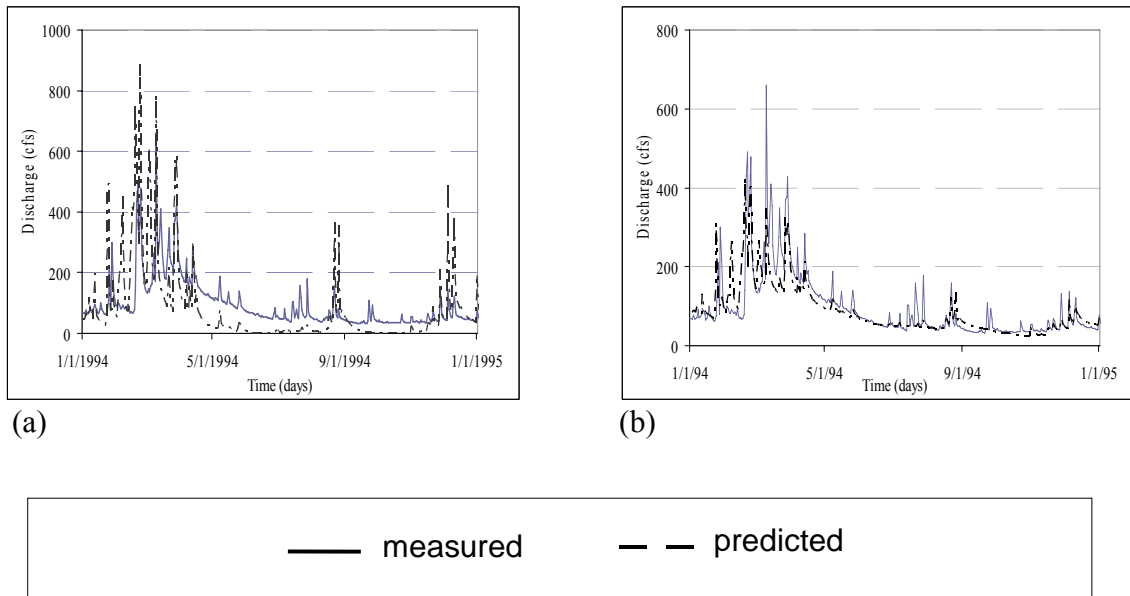 1000
800
600
400
200
0
Discharge (cfs)
1/1/1994
5/1/1994
9/1/1994
1/1/1995
Time (days)
(a)
800
600
400
200
0
Discharge (cfs)
1/1/94
5/1/94
9/1/94
1/1/95
Time (days)
(b)
measured
predicted